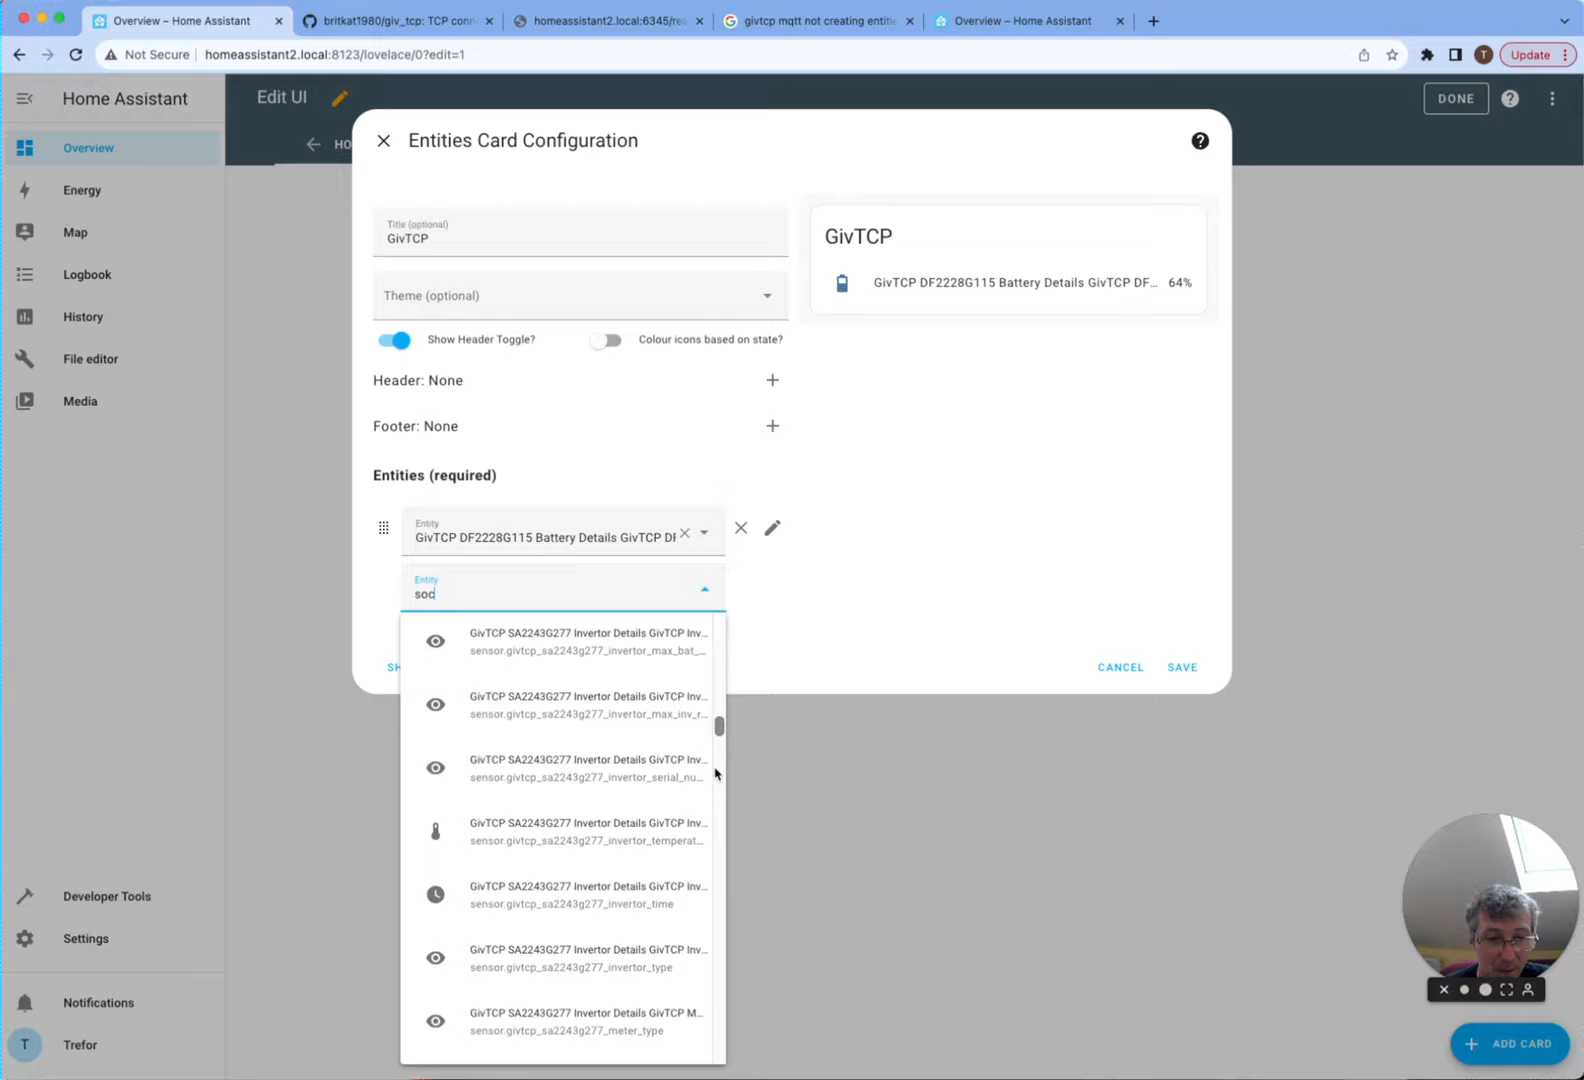 Overview – Home Assistant
britkat1980/giv_tcp: TCP conn
homeassistant2.local:6345/rea
givtcp mqtt not creating entitie
Overview – Home Assistant
Not Secure
homeassistant2.local:8123/lovelace/0?edit=1
T
Update
Home Assistant
Edit UI
DONE
HO
Overview
Energy
Map
Logbook
History
File editor
Media
Developer Tools
Settings
Notifications
T
Trefor
Entities Card Configuration
Title (optional)
GivTCP
Theme (optional)
Show Header Toggle?
Colour icons based on state?
Header: None
Footer: None
Entities (required)
Entity
GivTCP DF2228G115 Battery Details GivTCP DF
Entity
soc
GivTCP SA2243G277 Invertor Details GivTCP Inv...
sensor.givtcp_sa2243g277_invertor_max_bat_...
GivTCP SA2243G277 Invertor Details GivTCP Inv...
sensor.givtcp_sa2243g277_invertor_max_inv_r...
GivTCP SA2243G277 Invertor Details GivTCP Inv...
sensor.givtcp_sa2243g277_invertor_serial_nu...
GivTCP SA2243G277 Invertor Details GivTCP Inv...
sensor.givtcp_sa2243g277_invertor_temperat...
GivTCP SA2243G277 Invertor Details GivTCP Inv...
sensor.givtcp_sa2243g277_invertor_time
GivTCP SA2243G277 Invertor Details GivTCP Inv...
sensor.givtcp_sa2243g277_invertor_type
GivTCP SA2243G277 Invertor Details GivTCP M...
sensor.givtcp_sa2243g277_meter_type
SH
GivTCP
GivTCP DF2228G115 Battery Details GivTCP DF... 64%
CANCEL
SAVE
ADD CARD